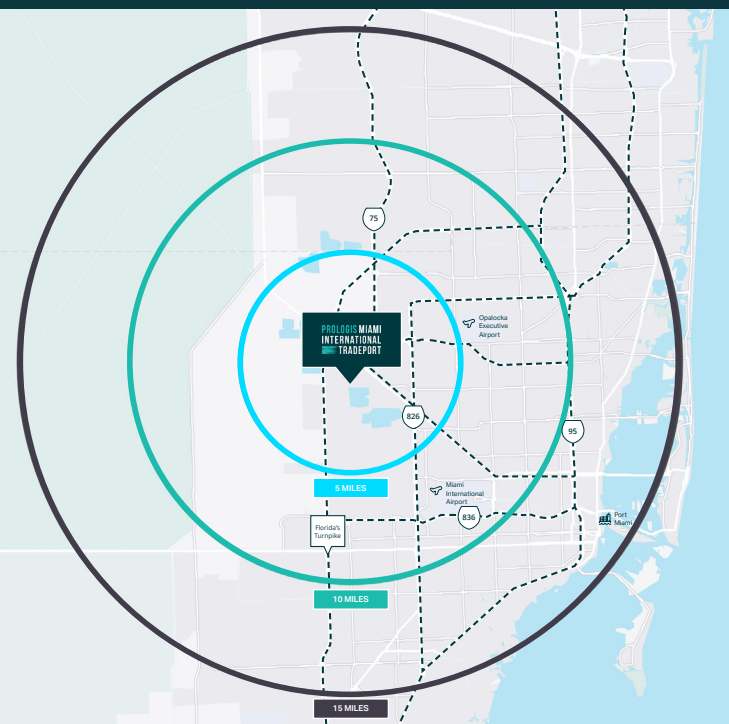 75
PROLOGIS MIAMI
INTERNATIONAL
TRADEPORT
Opalocka
Executive
Airport
826
95
5 MILES
Miami
International
Airport
836
Port
Miami
Florida's
Turnpike
10 MILES
15 MILES